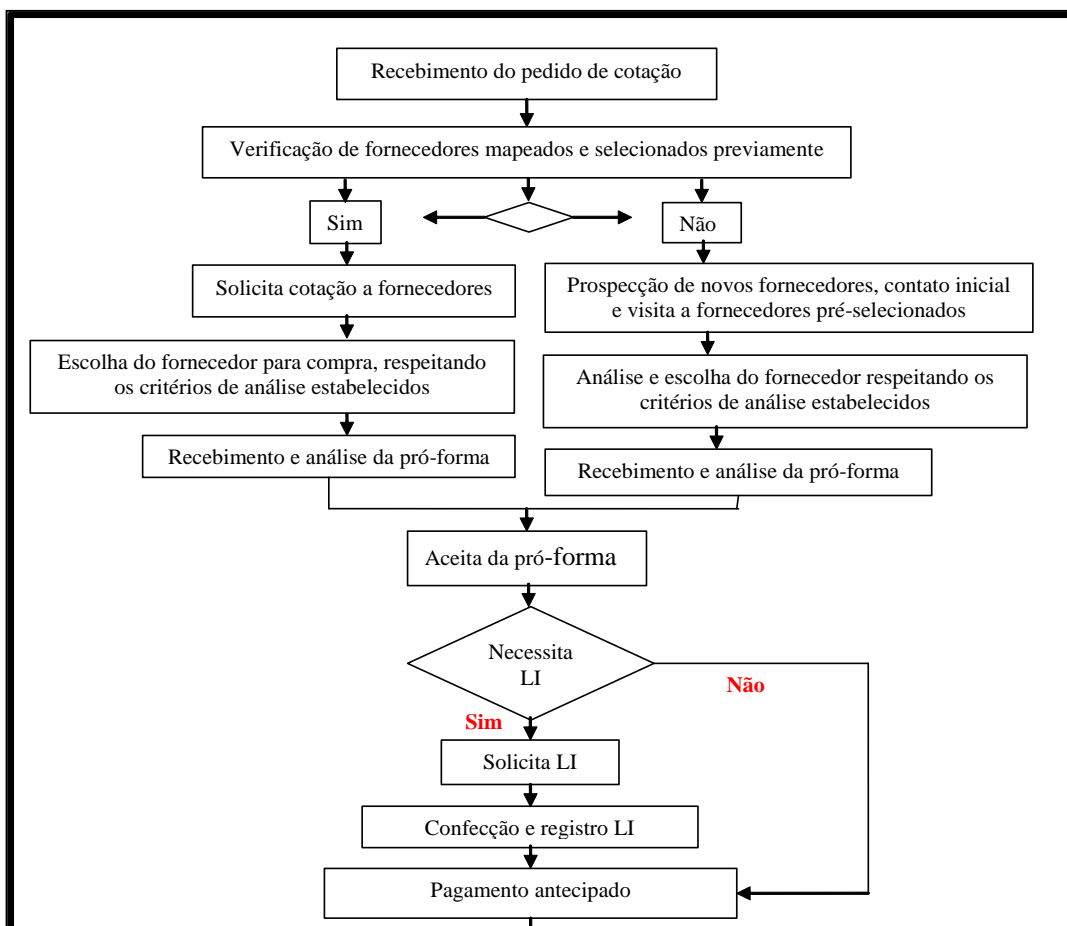 Recebimento do pedido de cotação
Verificação de fornecedores mapeados e selecionados previamente
Sim
Não
Solicita cotação a fornecedores
Prospecção de novos fornecedores, contato inicial
e visita a fornecedores pré-selecionados
Escolha do fornecedor para compra, respeitando
os critérios de análise estabelecidos
Análise e escolha do fornecedor respeitando os
critérios de análise estabelecidos
Recebimento e análise da pró-forma
Recebimento e análise da pró-forma
Aceita da pró-forma
Necessita
LI
Não
Sim
Solicita LI
Confecção e registro LI
Pagamento antecipado